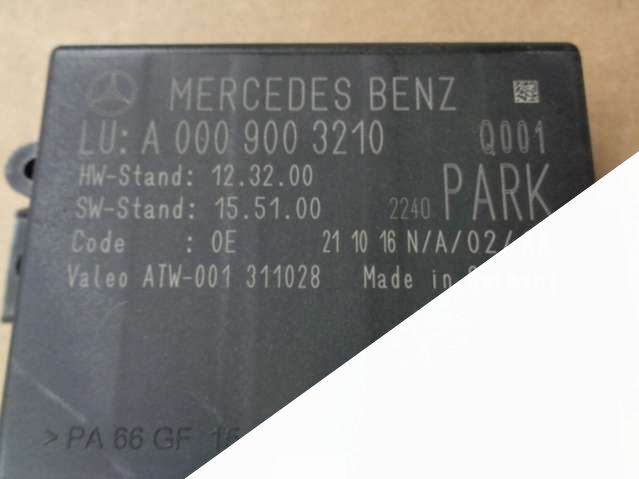 MERCEDES BENZ
LU: A 000 900 3210 Q001
HW-Stand: 12.32.00
SW-Stand: 15.51.00 2240 PARK
Code : 0E 21 10 16 N/A/02/
Valeo ATW-001 311028 Made in
> PA 66 GF